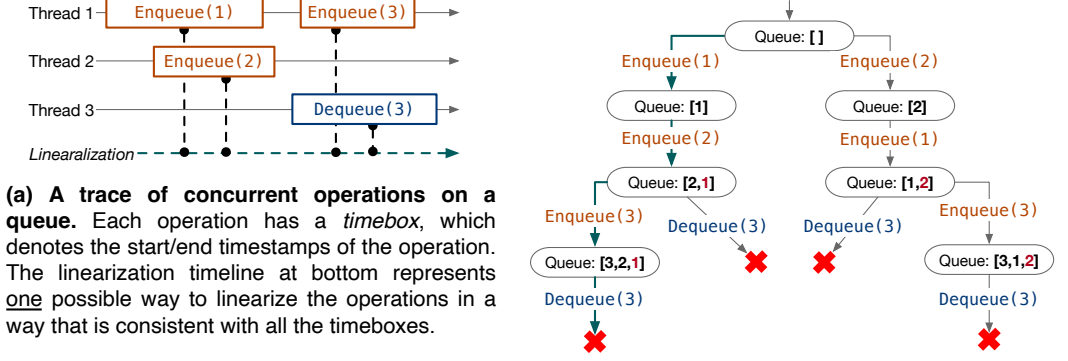 Thread 1
Enqueue(1)
Enqueue(3)
Thread 2
Enqueue(2)
Thread 3
Dequeue(3)
Linearalization
(a) A trace of concurrent operations on a
queue. Each operation has a timebox, which
denotes the start/end timestamps of the operation.
The linearization timeline at bottom represents
one possible way to linearize the operations in a
way that is consistent with all the timeboxes.
Queue: [ ]
Enqueue(1)
Enqueue(2)
Queue: [1]
Queue: [2]
Enqueue(2)
Enqueue(1)
Queue: [2,1]
Queue: [1,2]
Enqueue(3)
Dequeue(3)
Dequeue(3)
Enqueue(3)
Queue: [3,2,1]
Queue: [3,1,2]
Dequeue(3)
Dequeue(3)